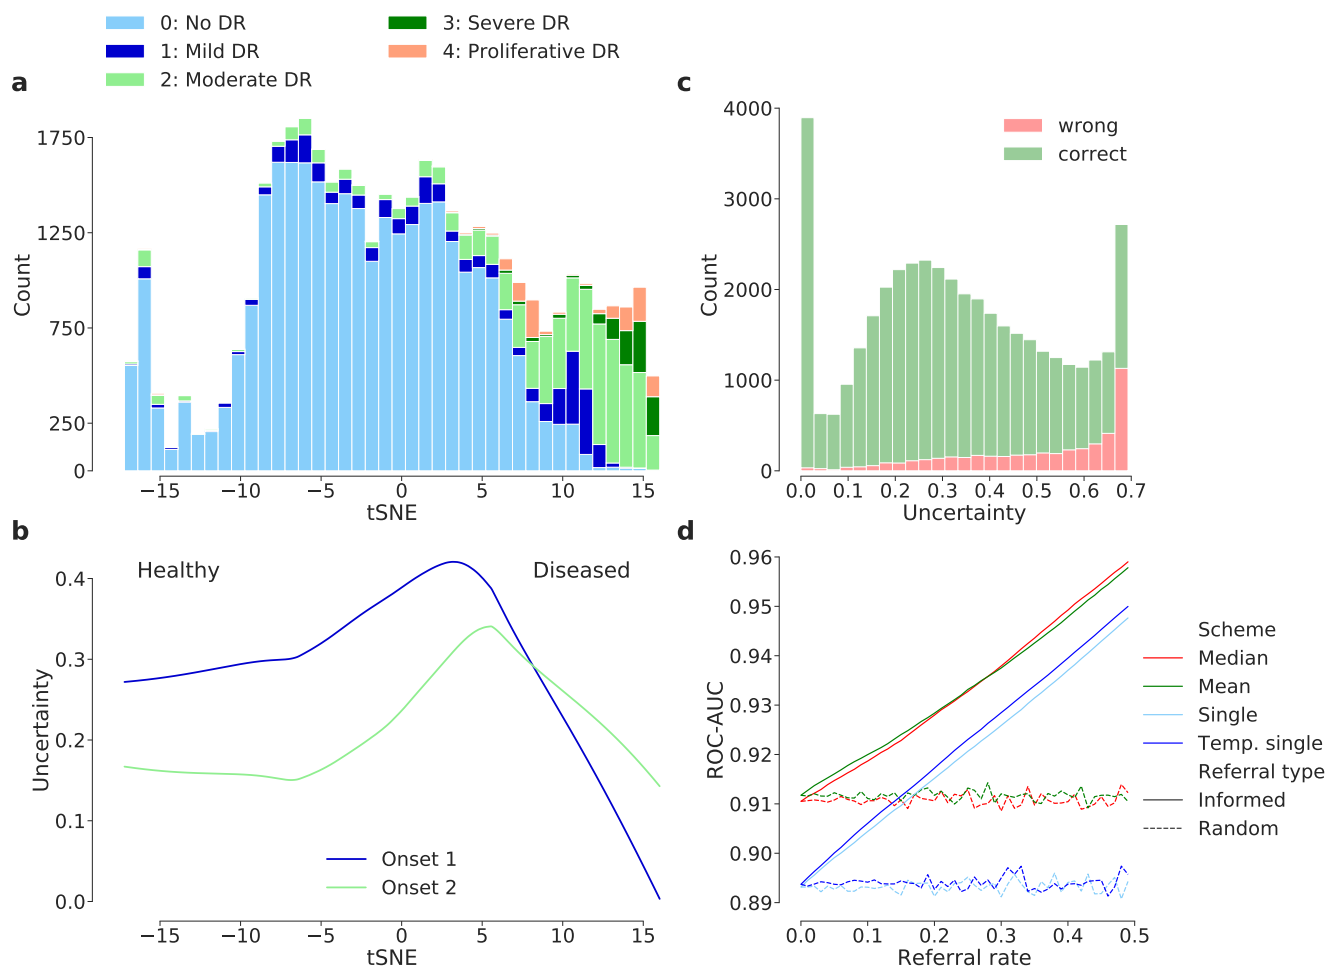 0: No DR
1: Mild DR
2: Moderate DR
3: Severe DR
4: Proliferative DR
a
1750
1250
750
250
0
Count
−15
−10
−5
0
5
10
15
tSNE
c
4000
3000
2000
1000
0
Count
wrong
correct
0.0
0.1
0.2
0.3
0.4
0.5
0.6
0.7
Uncertainty
b
Healthy
Diseased
0.4
0.3
0.2
0.1
0.0
Uncertainty
Onset 1
Onset 2
−15
−10
−5
0
5
10
15
tSNE
d
0.96
0.95
0.94
0.93
0.92
0.91
0.90
0.89
ROC-AUC
0.0
0.1
0.2
0.3
0.4
0.5
Referral rate
Scheme
Median
Mean
Single
Temp. single
Referral type
Informed
Random